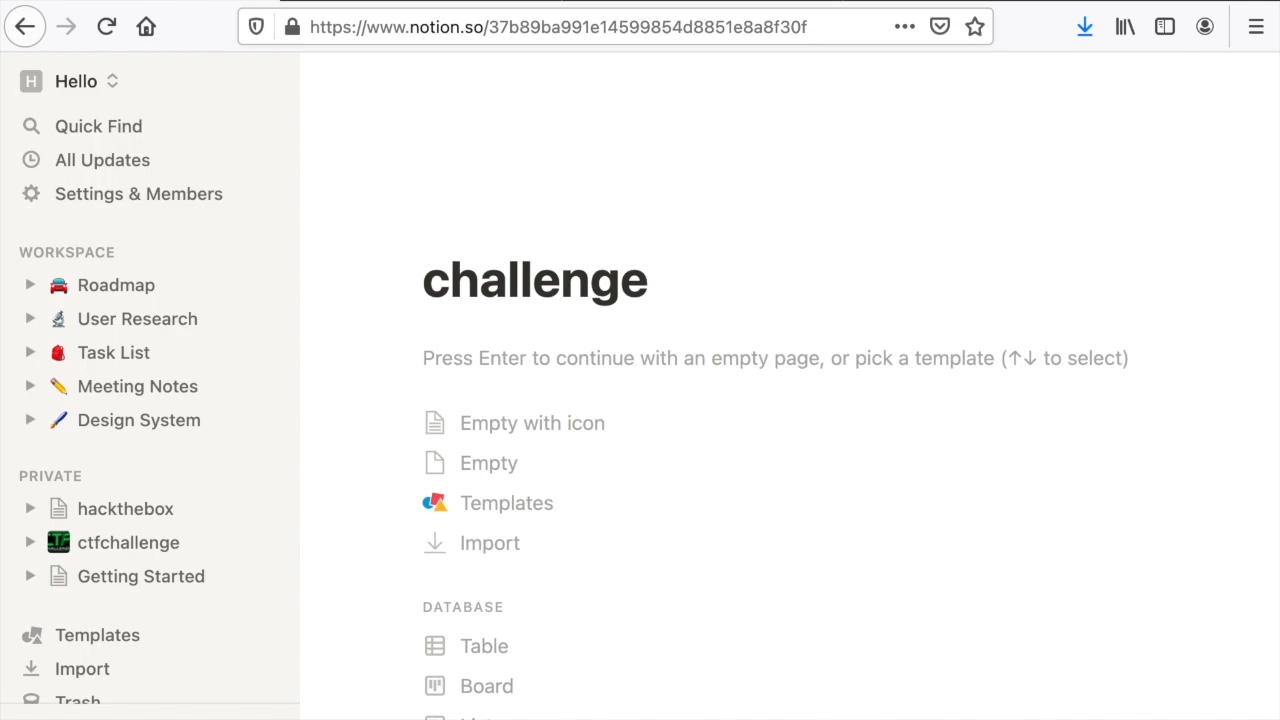 https://www.notion.so/37b89ba991e14599854d8851e8a8f30f
H Hello
Quick Find
All Updates
Settings & Members
WORKSPACE
Roadmap
User Research
Task List
Meeting Notes
Design System
PRIVATE
hackthebox
ctfchallenge
Getting Started
Templates
Import
Trash
challenge
Press Enter to continue with an empty page, or pick a template (↑↓ to select)
Empty with icon
Empty
Templates
Import
DATABASE
Table
Board